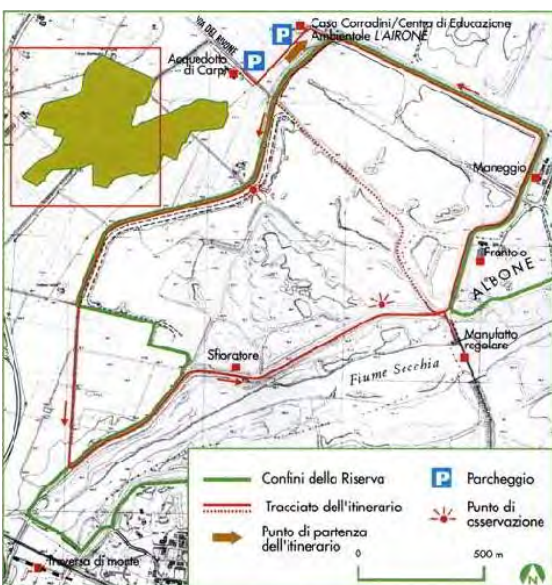 VIA DEL RIVONE
Casa Corradini/Centro di Educazione
Ambientale L'AIRONE
P
P
Acquedotto
di Carpi
Maneggio
Frantoio
ALBONE
Sfioratore
Manufatto
regolare
Fiume Secchia
Traversa di monte
Confini della Riserva
Tracciato dell'itinerario
Punto di partenza
dell'itinerario
P Parcheggio
Punto di
osservazione
0 500 m
N